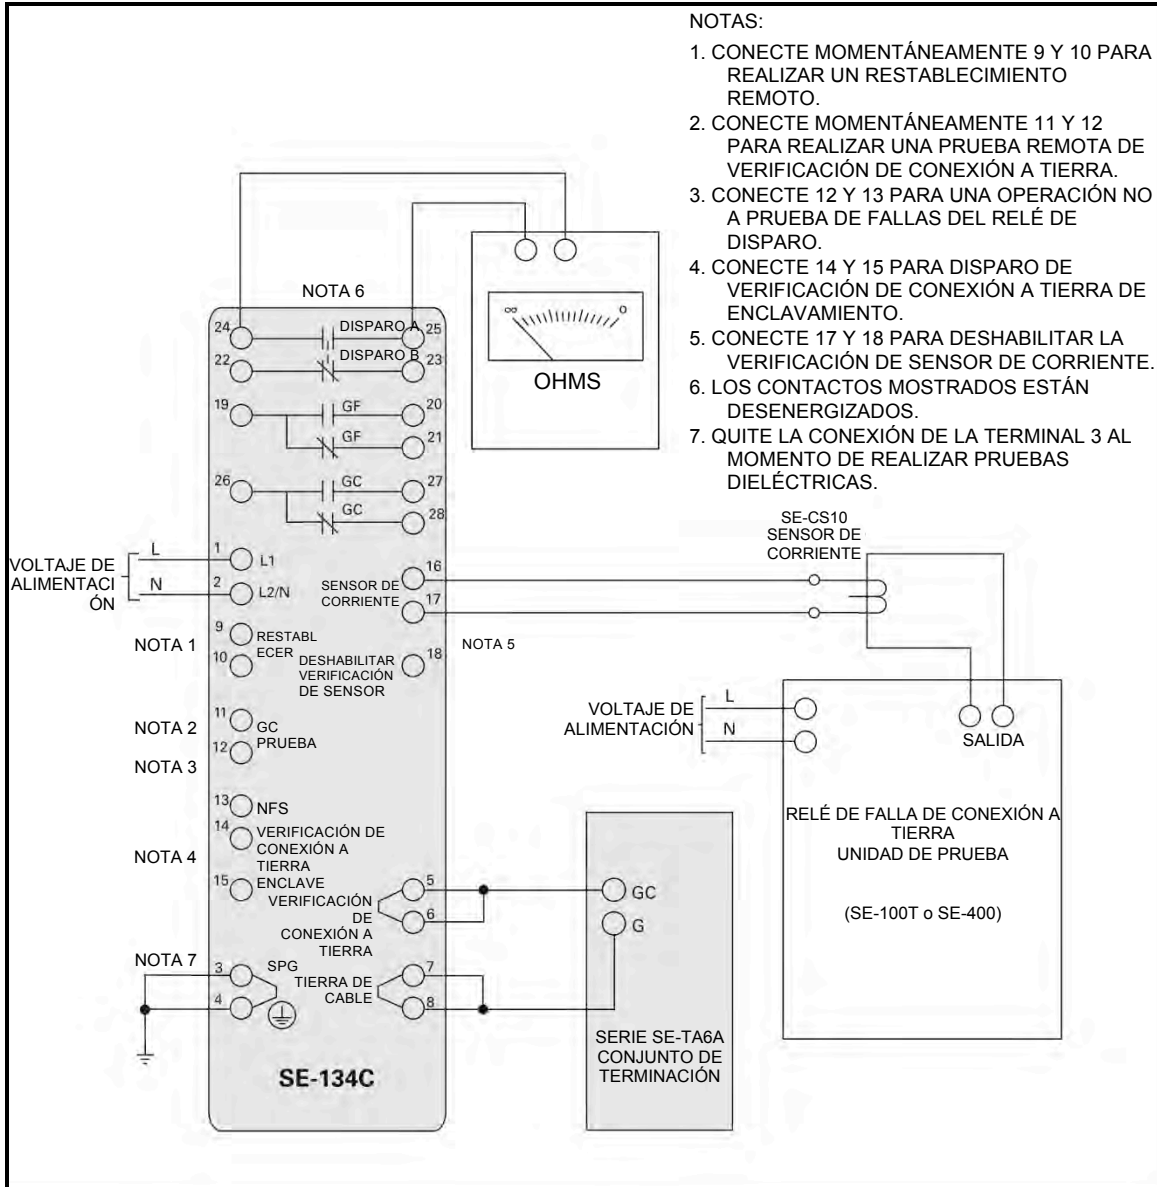 NOTAS:
1. CONECTE MOMENTÁNEAMENTE 9 Y 10 PARA
REALIZAR UN RESTABLECIMIENTO
REMOTO.
2. CONECTE MOMENTÁNEAMENTE 11 Y 12
PARA REALIZAR UNA PRUEBA REMOTA DE
VERIFICACIÓN DE CONEXIÓN A TIERRA.
3. CONECTE 12 Y 13 PARA UNA OPERACIÓN NO
A PRUEBA DE FALLAS DEL RELÉ DE
DISPARO.
4. CONECTE 14 Y 15 PARA DISPARO DE
VERIFICACIÓN DE CONEXIÓN A TIERRA DE
ENCLAVAMIENTO.
5. CONECTE 17 Y 18 PARA DESHABILITAR LA
VERIFICACIÓN DE SENSOR DE CORRIENTE.
6. LOS CONTACTOS MOSTRADOS ESTÁN
DESENERGIZADOS.
7. QUITE LA CONEXIÓN DE LA TERMINAL 3 AL
MOMENTO DE REALIZAR PRUEBAS
DIELÉCTRICAS.
∞ 0
OHMS
NOTA 6
24 DISPARO A 25
22 DISPARO B 23
19 GF 20
GF 21
26 GC 27
GC 28
VOLTAJE DE
ALIMENTACI
ÓN
L 1 L1
N 2 L2/N
SENSOR DE
CORRIENTE
16
17
SE-CS10
SENSOR DE
CORRIENTE
NOTA 1
9
10
RESTABL
ECER
DESHABILITAR
VERIFICACIÓN
DE SENSOR
18
NOTA 5
NOTA 2
11
GC
PRUEBA
12
NOTA 3
13 NFS
14
VERIFICACIÓN DE
CONEXIÓN A
TIERRA
ENCLAVE
NOTA 4
15
VERIFICACIÓN
DE
CONEXIÓN A
TIERRA
5
6
NOTA 7
3
4
SPG
TIERRA DE
CABLE
7
8
SE-134C
GC
G
SERIE SE-TA6A
CONJUNTO DE
TERMINACIÓN
VOLTAJE DE
ALIMENTACIÓN
L
N
SALIDA
RELÉ DE FALLA DE CONEXIÓN A
TIERRA
UNIDAD DE PRUEBA
(SE-100T o SE-400)